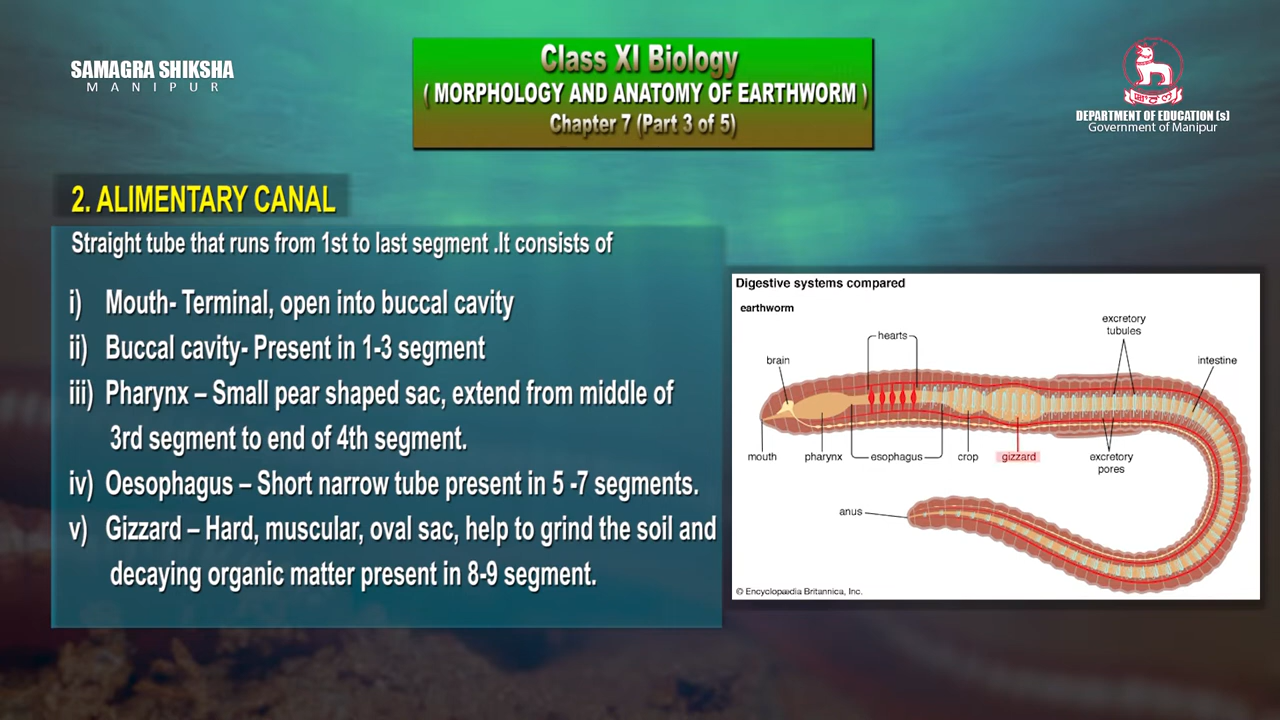 SAMAGRA SHIKSHA
MANIPUR
Class XI Biology
( MORPHOLOGY AND ANATOMY OF EARTHWORM )
Chapter 7 (Part 3 of 5)
DEPARTMENT OF EDUCATION (s)
Government of Manipur
2. ALIMENTARY CANAL
Straight tube that runs from 1st to last segment .It consists of
i) Mouth- Terminal, open into buccal cavity
ii) Buccal cavity- Present in 1-3 segment
iii) Pharynx – Small pear shaped sac, extend from middle of
3rd segment to end of 4th segment.
iv) Oesophagus – Short narrow tube present in 5 -7 segments.
v) Gizzard – Hard, muscular, oval sac, help to grind the soil and
decaying organic matter present in 8-9 segment.
Digestive systems compared
earthworm
excretory
tubules
hearts
brain
intestine
mouth
pharynx
esophagus
crop
gizzard
excretory
pores
anus
© Encyclopædia Britannica, Inc.